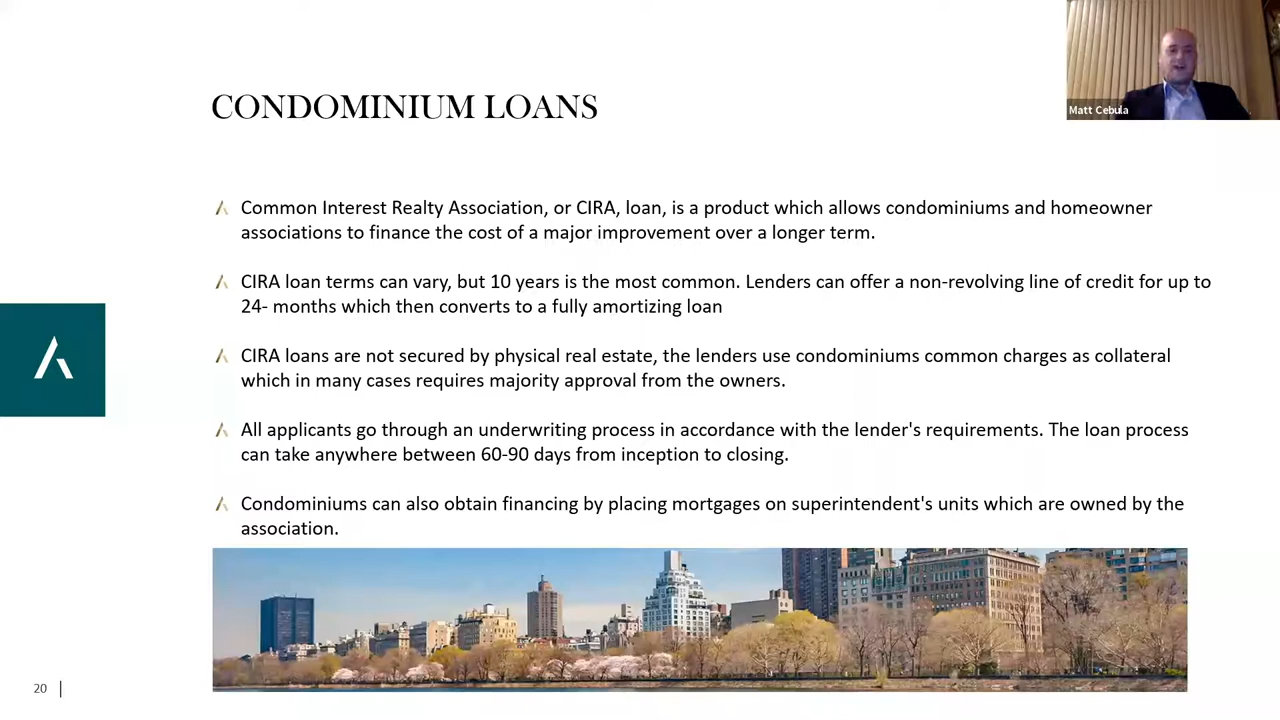 Matt Cebula
CONDOMINIUM LOANS
Common Interest Realty Association, or CIRA, loan, is a product which allows condominiums and homeowner
associations to finance the cost of a major improvement over a longer term.
CIRA loan terms can vary, but 10 years is the most common. Lenders can offer a non-revolving line of credit for up to
24- months which then converts to a fully amortizing loan
CIRA loans are not secured by physical real estate, the lenders use condominiums common charges as collateral
which in many cases requires majority approval from the owners.
All applicants go through an underwriting process in accordance with the lender's requirements. The loan process
can take anywhere between 60-90 days from inception to closing.
Condominiums can also obtain financing by placing mortgages on superintendent's units which are owned by the
association.
20